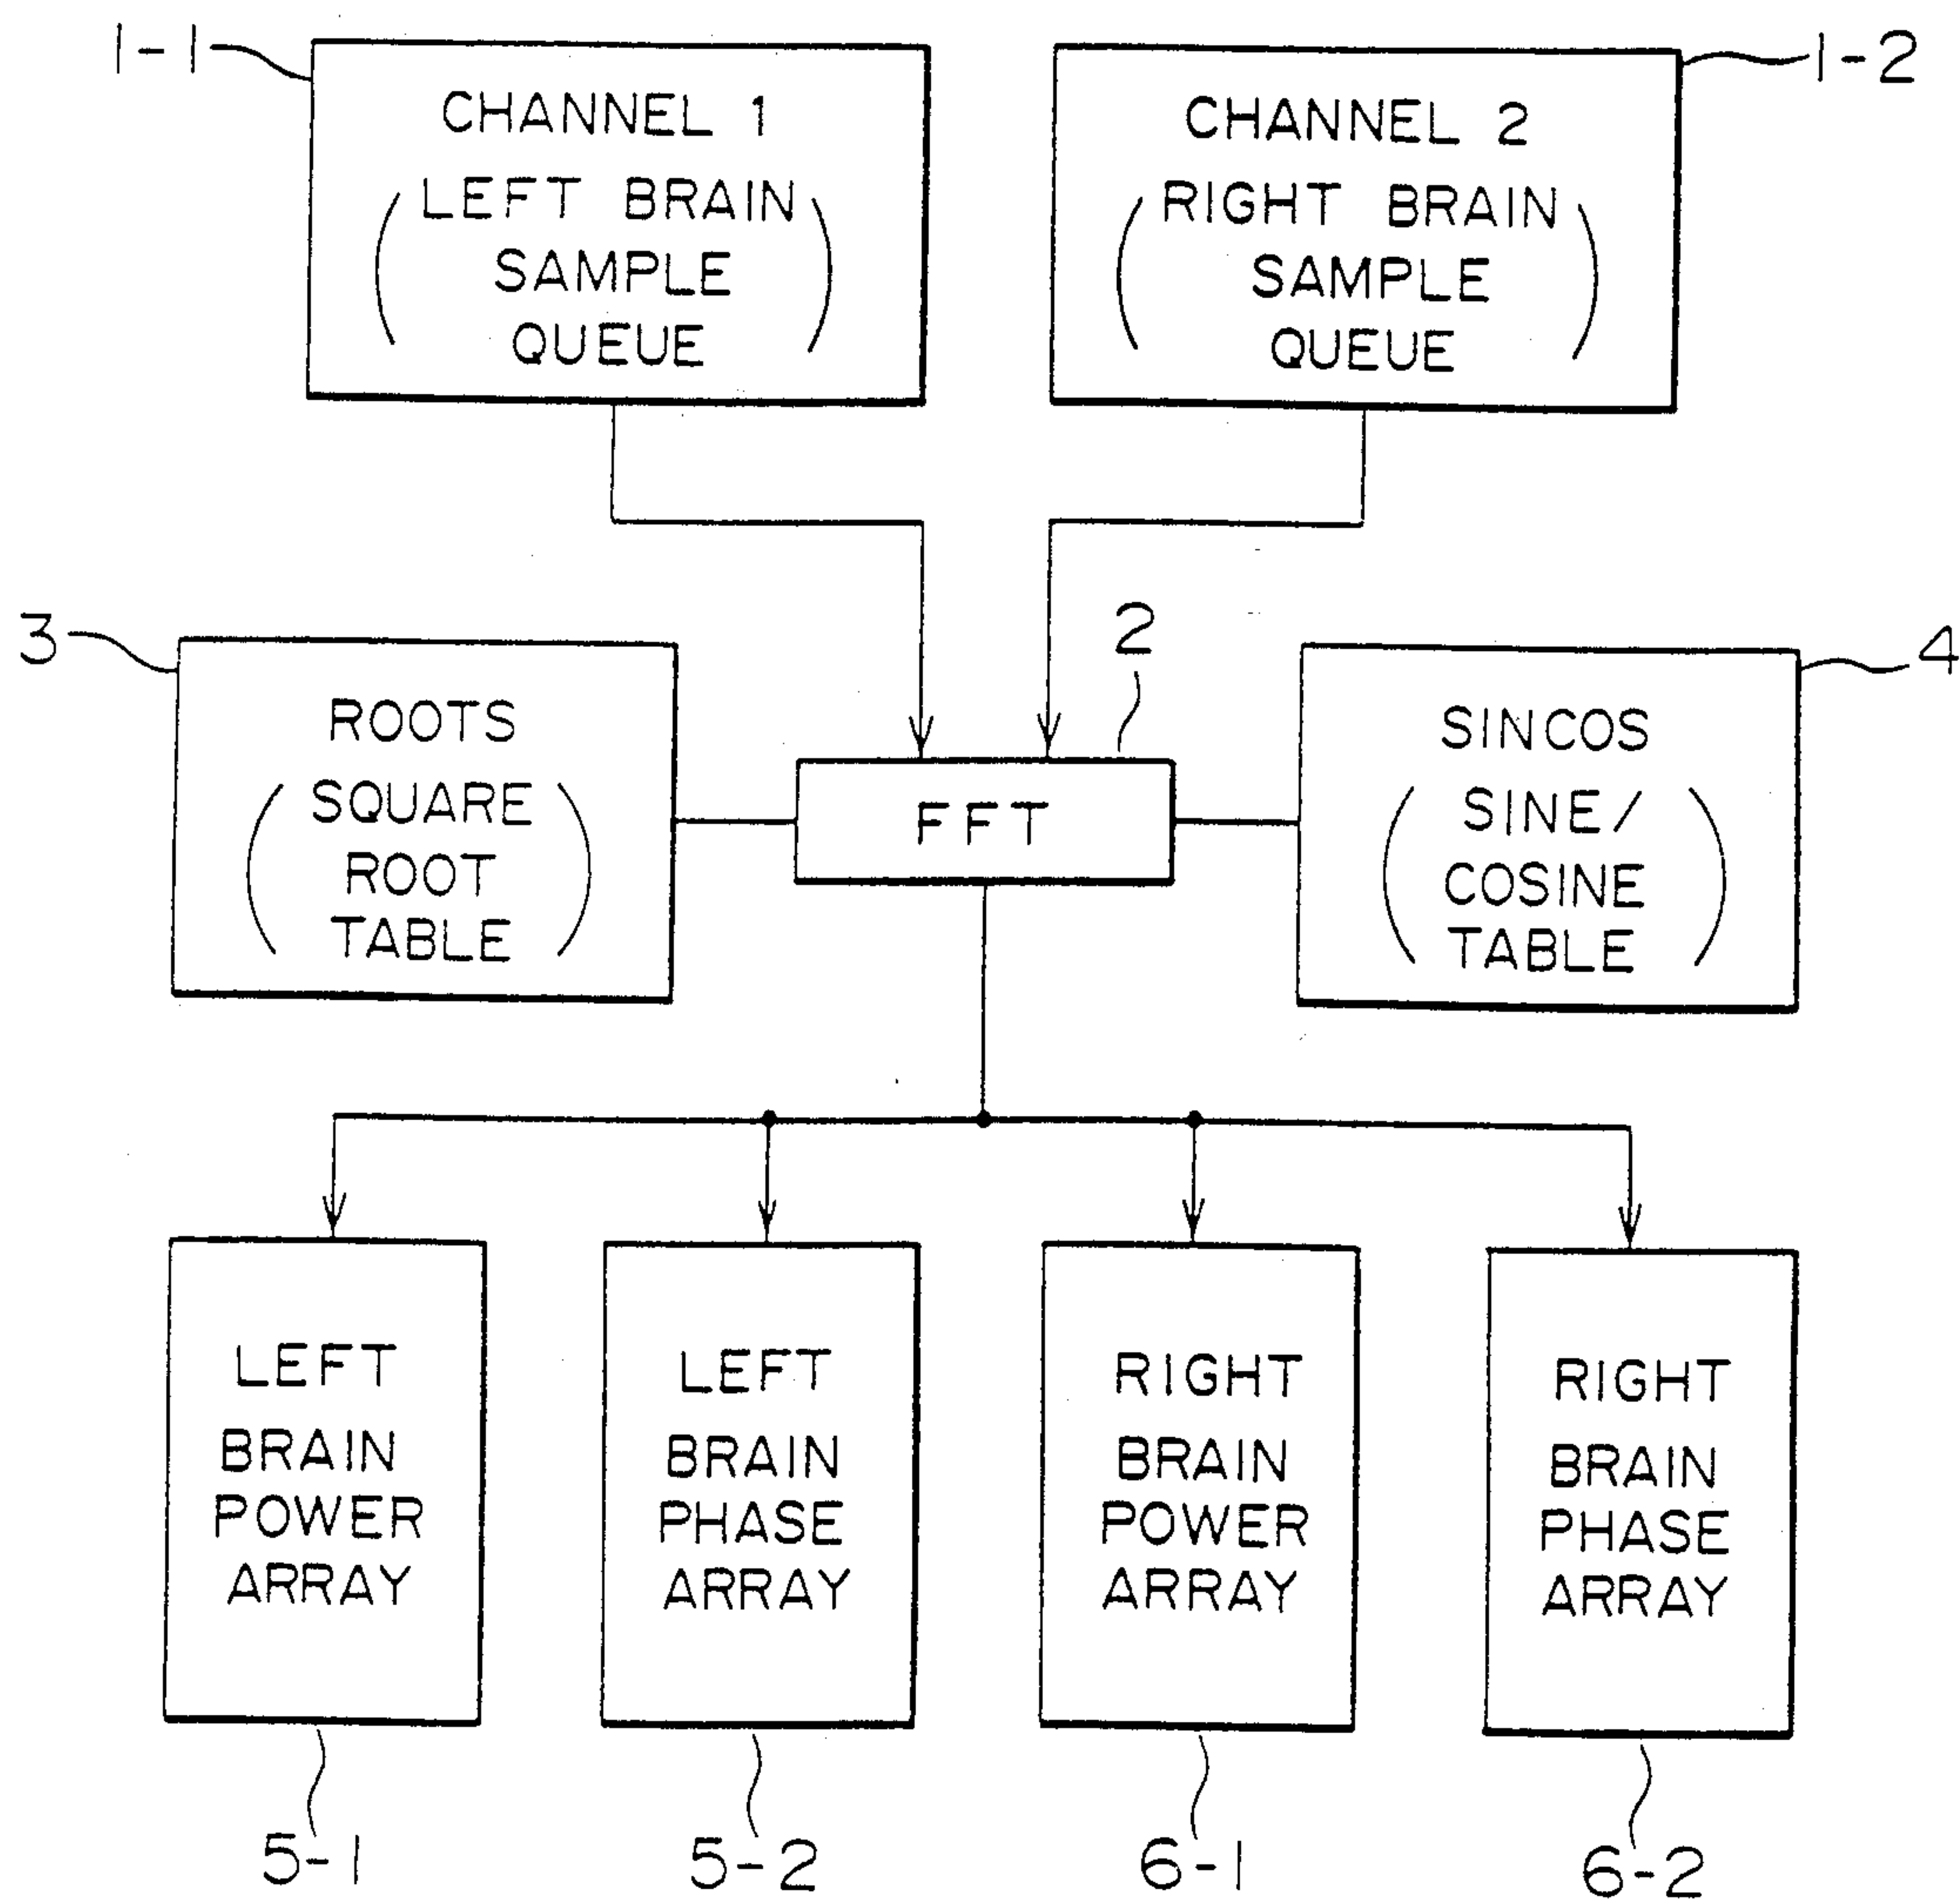 1-1
CHANNEL 1
( LEFT BRAIN
SAMPLE
QUEUE )
1-2
CHANNEL 2
( RIGHT BRAIN
SAMPLE
QUEUE )
3
ROOTS
( SQUARE
ROOT
TABLE )
2
FFT
4
SINCOS
( SINE/
COSINE
TABLE )
LEFT
BRAIN
POWER
ARRAY
5-1
LEFT
BRAIN
PHASE
ARRAY
5-2
RIGHT
BRAIN
POWER
ARRAY
6-1
RIGHT
BRAIN
PHASE
ARRAY
6-2